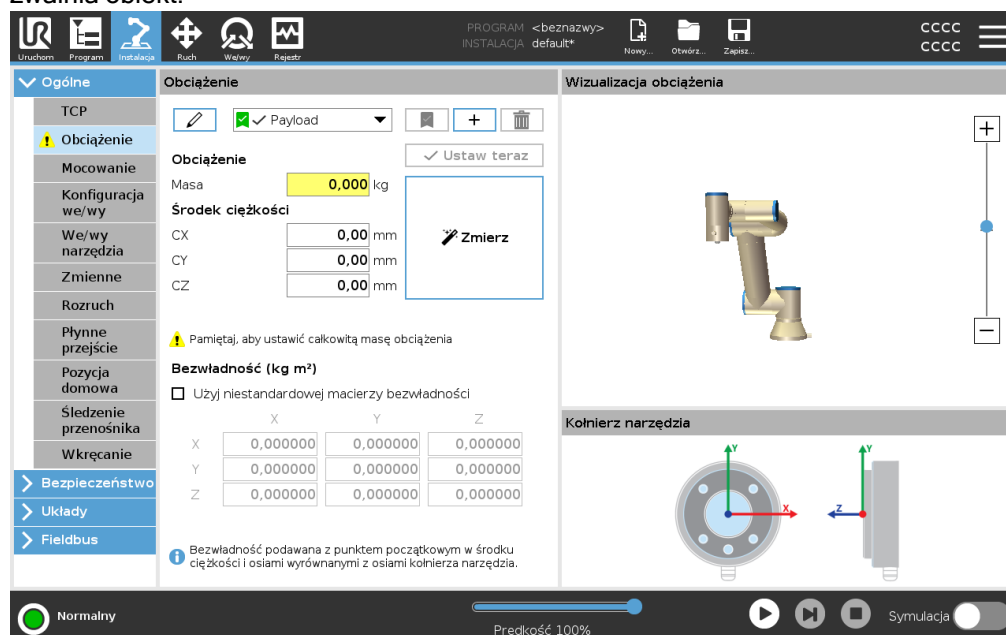 zwalnia obiekt.
PROGRAM <beznazwy>
INSTALACJA default*
UR
Uruchom Program Instalacja Ruch We/wy Rejestr Nowy... Otwórz... Zapisz...
CCCC
CCCC
Ogólne
TCP
Obciążenie
Mocowanie
Konfiguracja
we/wy
We/wy
narzędzia
Zmienne
Rozruch
Płynne
przejście
Pozycja
domowa
Śledzenie
przenośnika
Wkręcanie
Bezpieczeństwo
Układy
Fieldbus
Obciążenie
Payload
+
Obciążenie
Ustaw teraz
Masa 0,000 kg
Środek ciężkości
CX 0,00 mm
CY 0,00 mm
CZ 0,00 mm
Zmierz
Pamiętaj, aby ustawić całkowitą masę obciążenia
Bezwładność (kg m²)
Użyj niestandardowej macierzy bezwładności
X Y Z
X 0,000000 0,000000 0,000000
Y 0,000000 0,000000 0,000000
Z 0,000000 0,000000 0,000000
Bezwładność podawana z punktem początkowym w środku
ciężkości i osiami wyrównanymi z osiami kołnierza narzędzia.
Wizualizacja obciążenia
+
−
Kołnierz narzędzia
Y Y
X Z
Normalny
Prędkość 100%
Symulacja